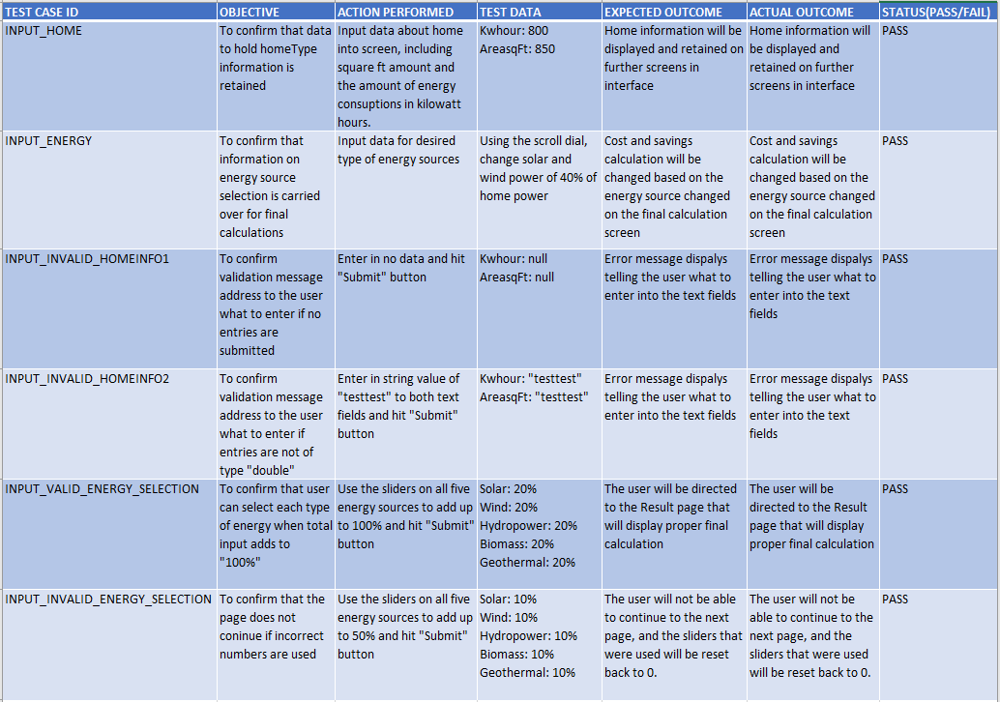 TEST CASE ID OBJECTIVE ACTION PERFORMED TEST DATA EXPECTED OUTCOME ACTUAL OUTCOME STATUS(PASS/FAIL)
INPUT_HOME
To confirm that data
to hold homeType
information is
retained
Input data about home
into screen, including
square ft amount and
the amount of energy
consuptions in kilowatt
hours.
Kwhour: 800
AreasqFt: 850
Home information will be
displayed and retained on
further screens in
interface
Home information will
be displayed and
retained on further
screens in interface
PASS
INPUT_ENERGY
To confirm that
information on
energy source
selection is carried
over for final
calculations
Input data for desired
type of energy sources
Using the scroll dial,
change solar and
wind power of 40% of
home power
Cost and savings
calculation will be
changed based on the
energy source changed
on the final calculation
screen
Cost and savings
calculation will be
changed based on the
energy source changed
on the final calculation
screen
PASS
INPUT_INVALID_HOMEINFO1
To confirm
validation message
address to the user
what to enter if no
entries are
submitted
Enter in no data and hit
"Submit" button
Kwhour: null
AreasqFt: null
Error message dispalys
telling the user what to
enter into the text fields
Error message dispalys
telling the user what to
enter into the text
fields
PASS
INPUT_INVALID_HOMEINFO2
To confirm
validation message
address to the user
what to enter if
entries are not of
type "double"
Enter in string value of
"testtest" to both text
fields and hit "Submit"
button
Kwhour: "testtest"
AreasqFt: "testtest"
Error message dispalys
telling the user what to
enter into the text fields
Error message dispalys
telling the user what to
enter into the text
fields
PASS
INPUT_VALID_ENERGY_SELECTION
To confirm that user
can select each type
of energy when total
input adds to
"100%"
Use the sliders on all five
energy sources to add up
to 100% and hit "Submit"
button
Solar: 20%
Wind: 20%
Hydropower: 20%
Biomass: 20%
Geothermal: 20%
The user will be directed
to the Result page that
will display proper final
calculation
The user will be
directed to the Result
page that will display
proper final calculation
PASS
INPUT_INVALID_ENERGY_SELECTION
To confirm that the
page does not
coninue if incorrect
numbers are used
Use the sliders on all five
energy sources to add up
to 50% and hit "Submit"
button
Solar: 10%
Wind: 10%
Hydropower: 10%
Biomass: 10%
Geothermal: 10%
The user will not be able
to continue to the next
page, and the sliders that
were used will be reset
back to 0.
The user will not be
able to continue to the
next page, and the
sliders that were used
will be reset back to 0.
PASS